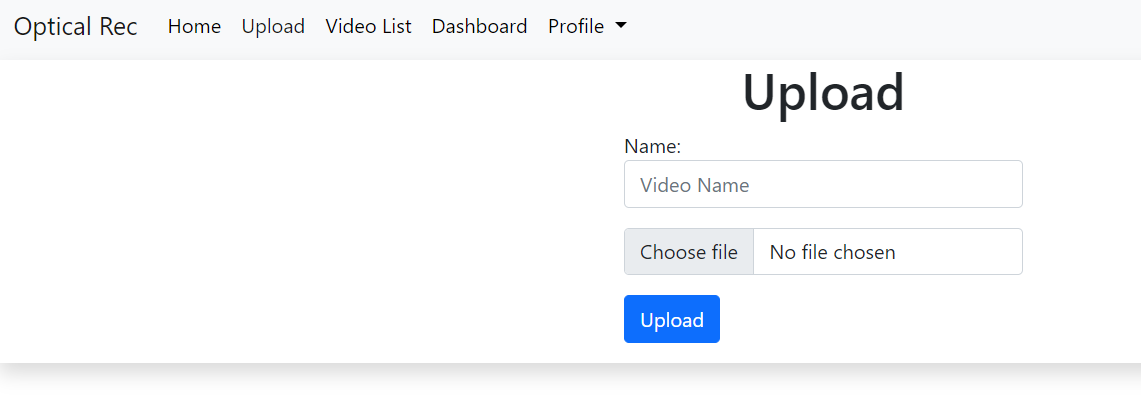 Optical Rec Home Upload Video List Dashboard Profile
Upload
Name:
Video Name
Choose file No file chosen
Upload